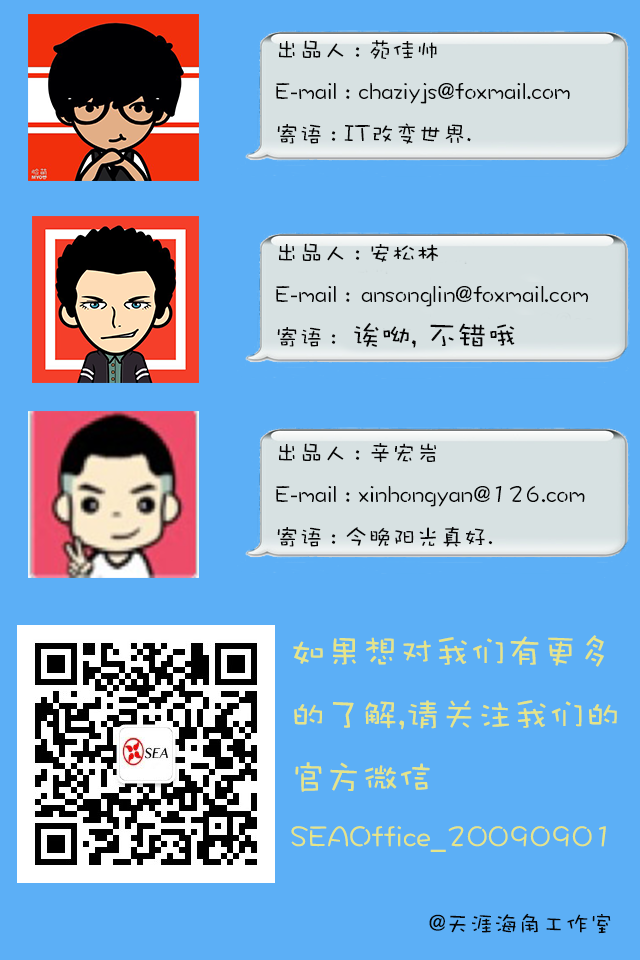 出品人：苑佳帅
E-mail : chaziyjs@foxmail.com
寄语：IT改变世界.
出品人：安松林
E-mail : ansonglin@foxmail.com
寄语： 诶呦, 不错哦
出品人：辛宏岩
E-mail : xinhongyan@126.com
寄语：今晚阳光真好.
SEA
如果想对我们有更多
的了解,请关注我们的
官方微信
SEAOffice_20090901
@天涯海角工作室